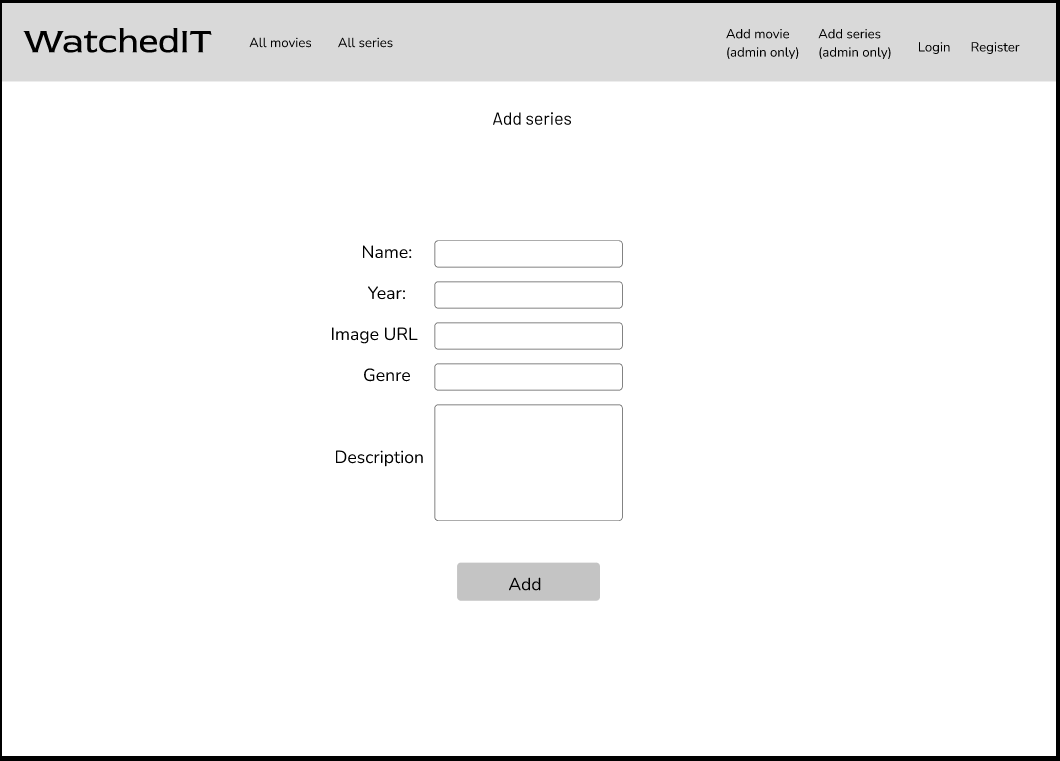 WatchedIT
All movies
All series
Add movie
(admin only)
Add series
(admin only)
Login
Register
Add series
Name:
Year:
Image URL
Genre
Description
Add